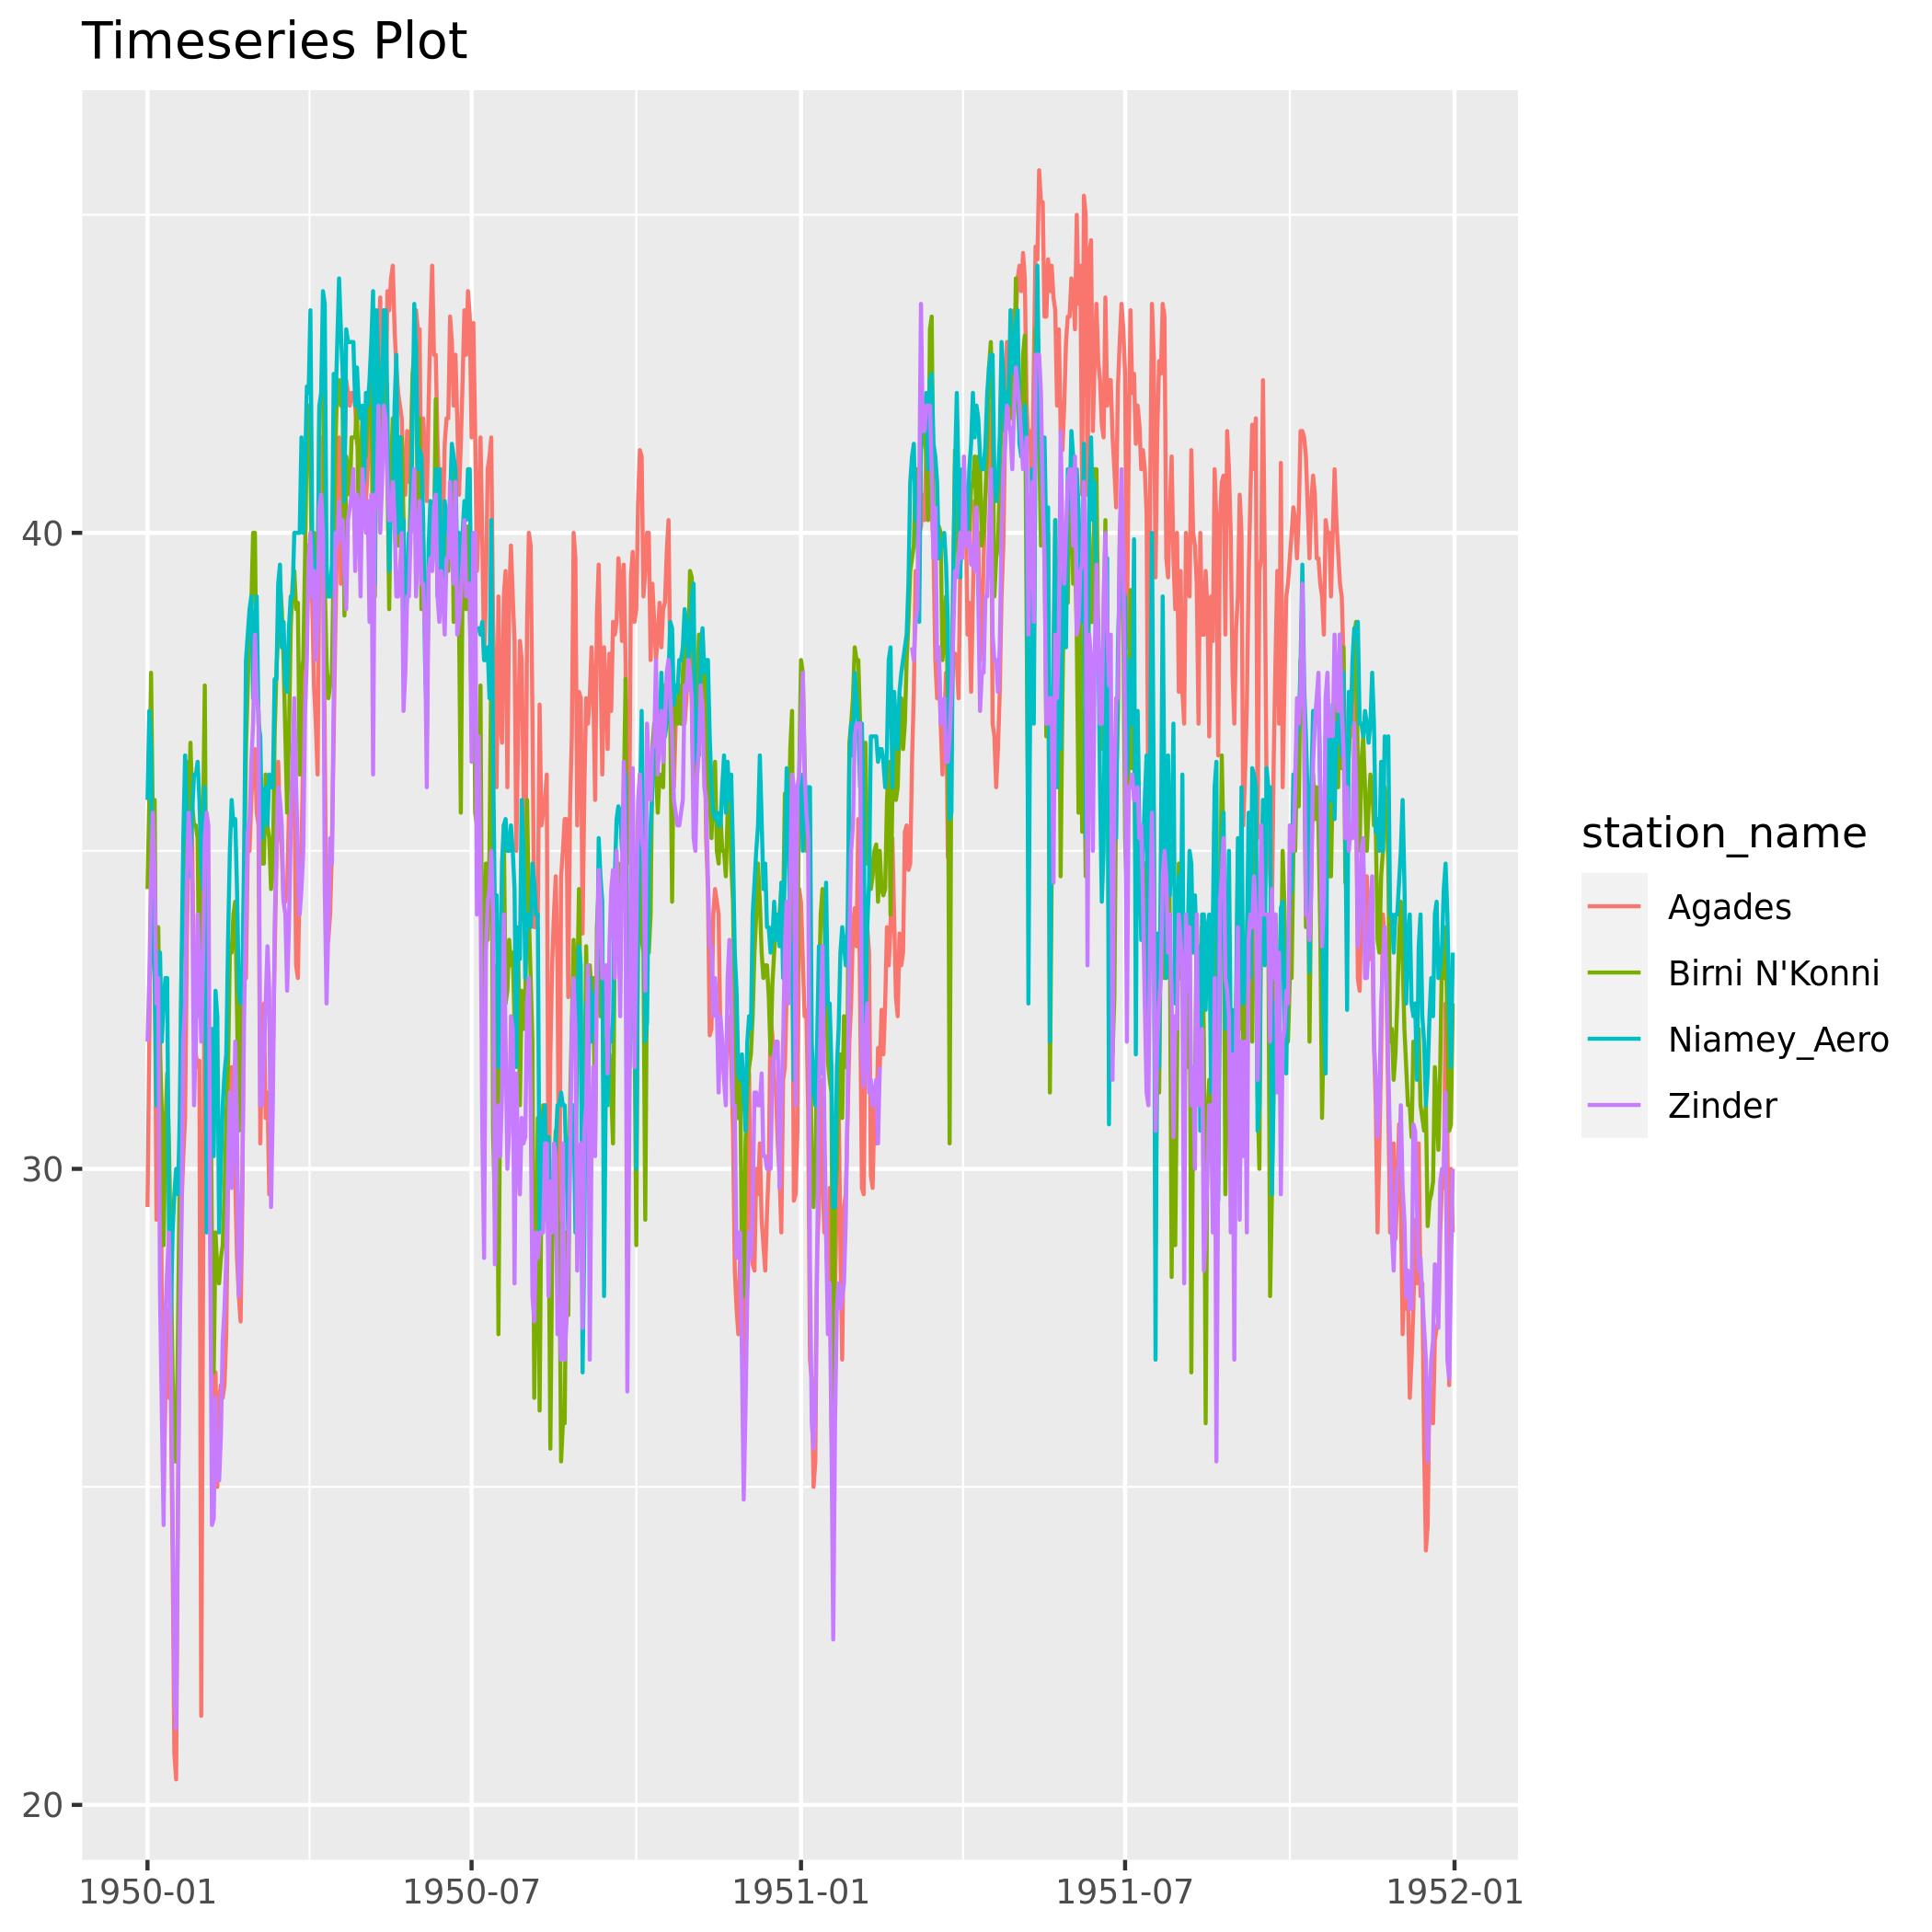 Timeseries Plot
40
30
20
1950-01
1950-07
1951-01
1951-07
1952-01
station_name
Agades
Birni N'Konni
Niamey_Aero
Zinder